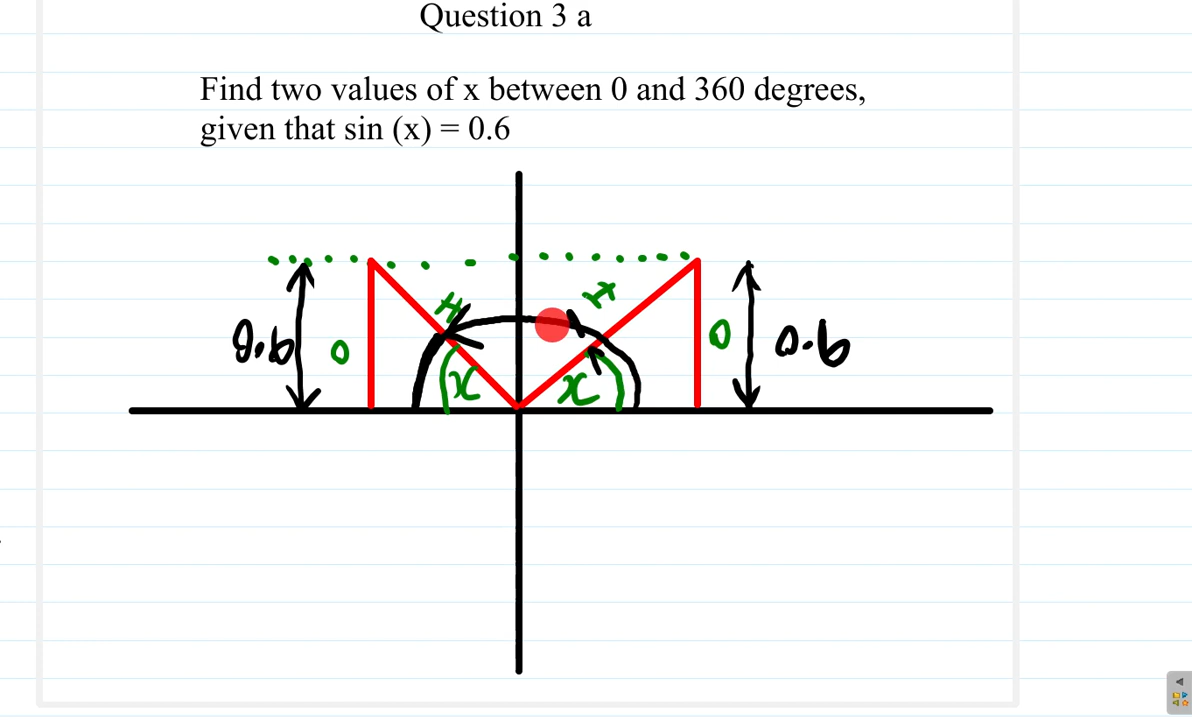 Question 3 a
Find two values of x between 0 and 360 degrees,
given that sin (x) = 0.6
H H
0.6 O O 0.6
x x